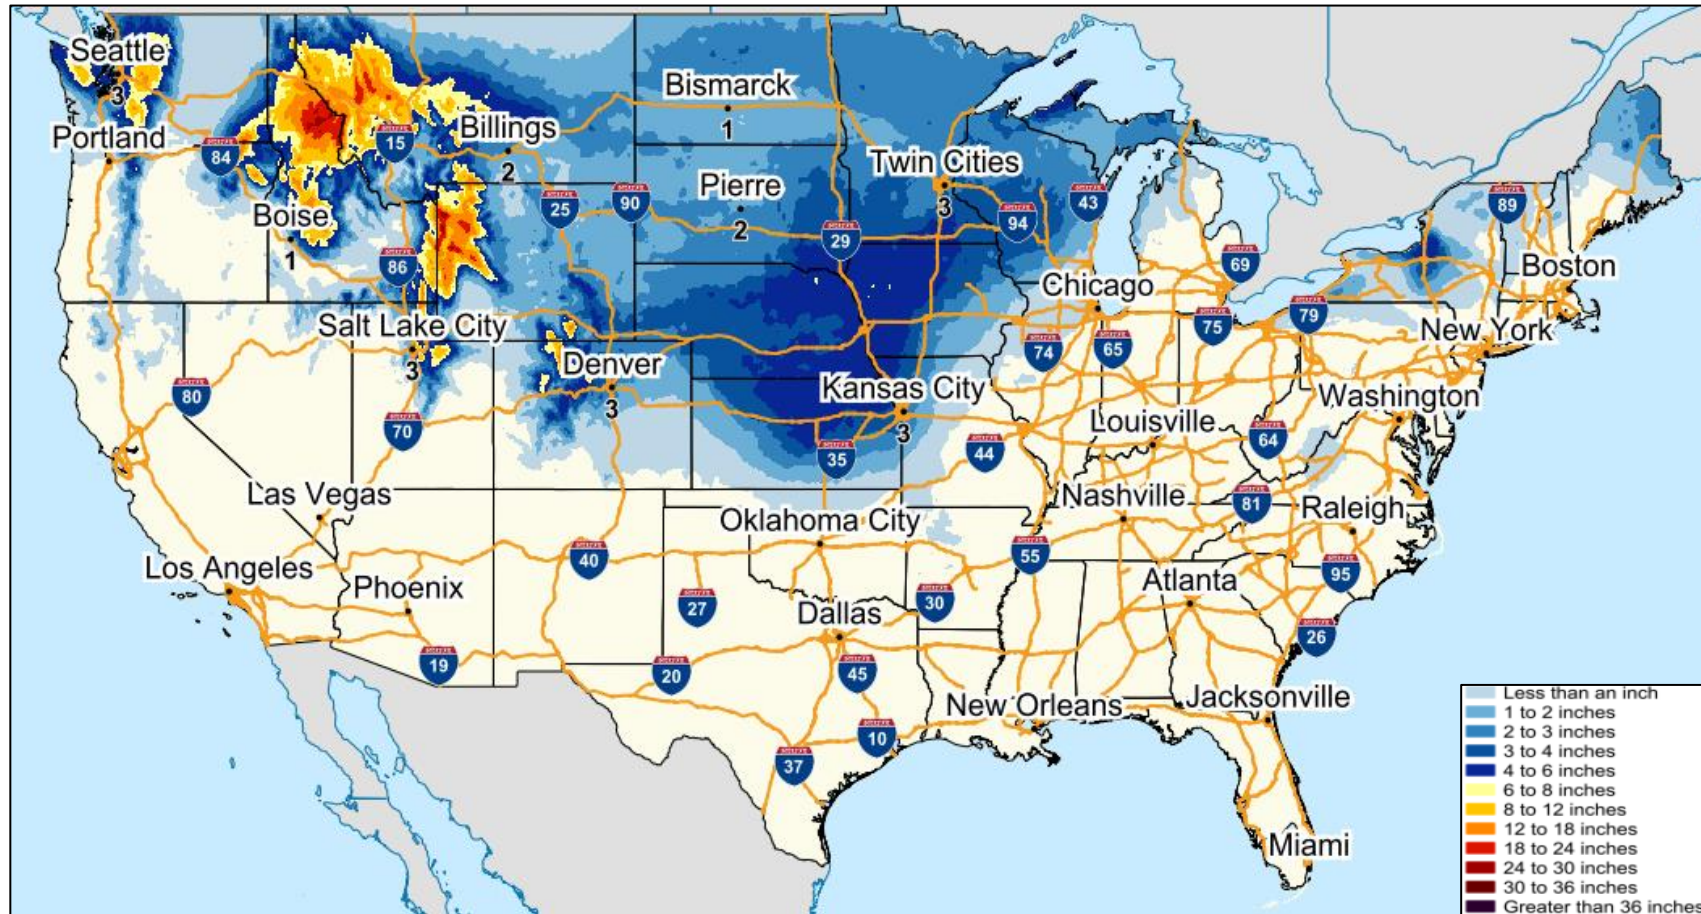 Seattle
3
Portland
84
15
Billings
2
Bismarck
1
Pierre
2
Twin Cities
3
43
94
89
Boise
1
25
90
29
86
69
Boston
Chicago
Salt Lake City
3
79
75
New York
74
65
Denver
3
Kansas City
3
80
Washington
70
Louisville
64
35
44
Las Vegas
Nashville
81
Raleigh
Oklahoma City
40
55
Los Angeles
Phoenix
95
Atlanta
27
30
Dallas
26
19
20
45
New Orleans
Jacksonville
10
37
Miami
Less than an inch
1 to 2 inches
2 to 3 inches
3 to 4 inches
4 to 6 inches
6 to 8 inches
8 to 12 inches
12 to 18 inches
18 to 24 inches
24 to 30 inches
30 to 36 inches
Greater than 36 inches